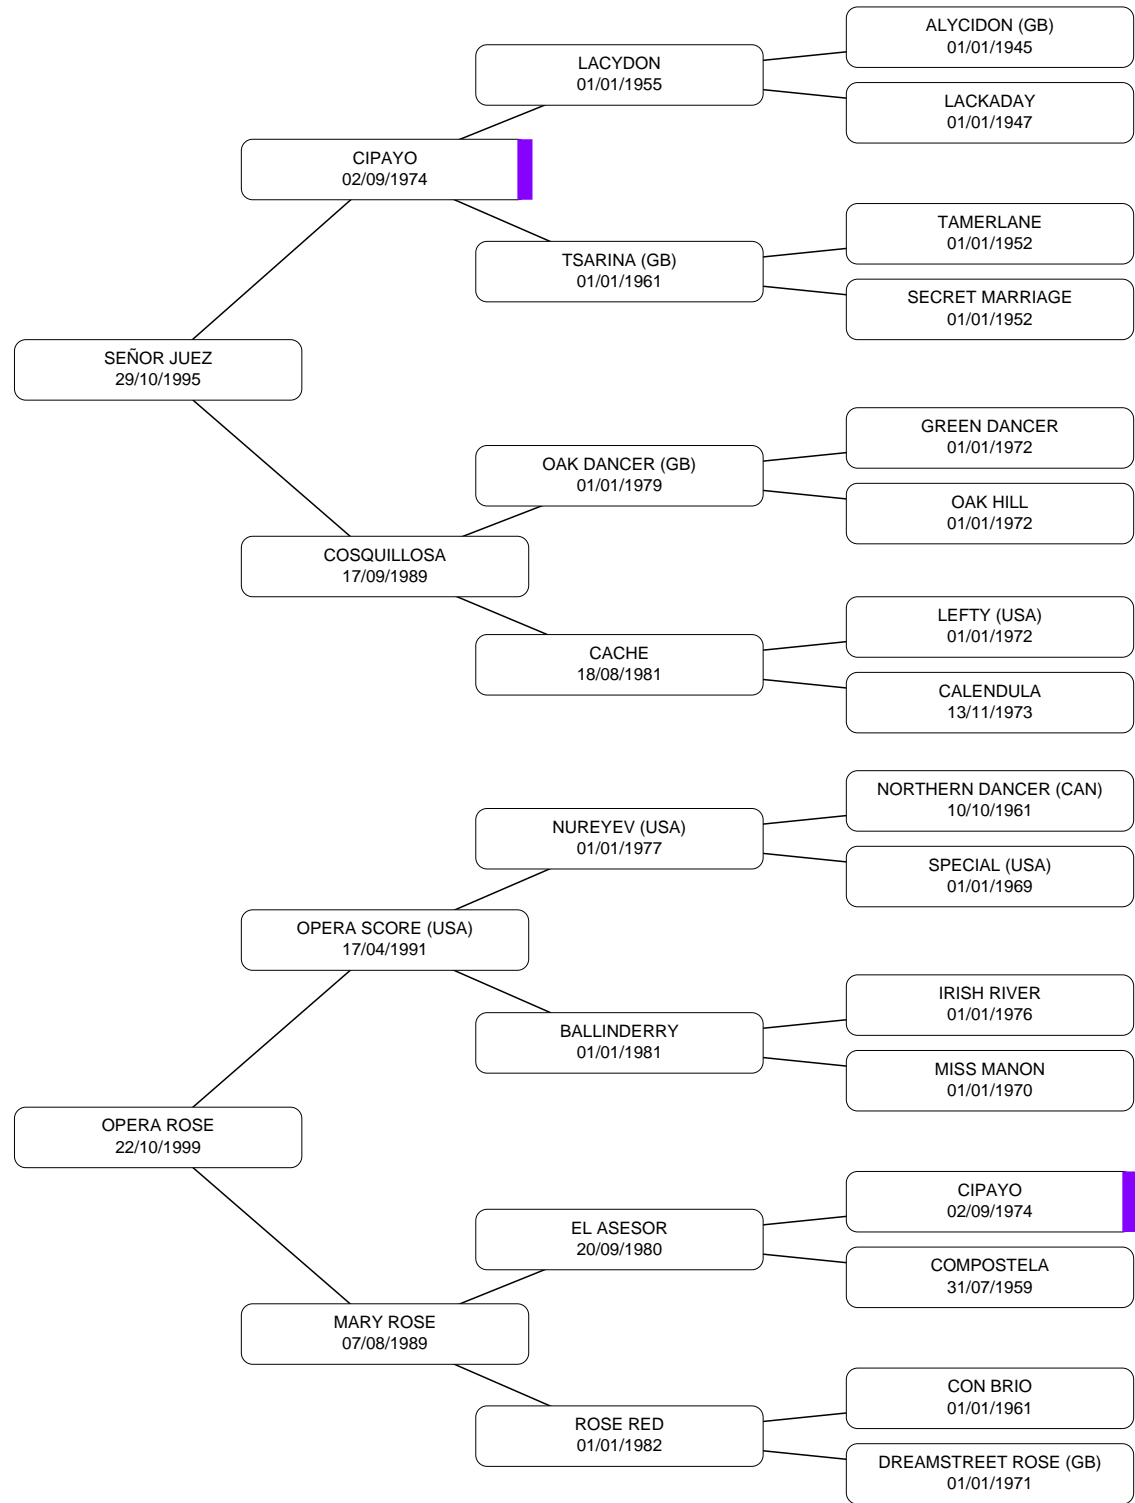 ALYCIDON (GB)
01/01/1945
LACYDON
01/01/1955
LACKADAY
01/01/1947
CIPAYO
02/09/1974
TAMERLANE
01/01/1952
TSARINA (GB)
01/01/1961
SECRET MARRIAGE
01/01/1952
SEÑOR JUEZ
29/10/1995
GREEN DANCER
01/01/1972
OAK DANCER (GB)
01/01/1979
OAK HILL
01/01/1972
COSQUILLOSA
17/09/1989
LEFTY (USA)
01/01/1972
CACHE
18/08/1981
CALENDULA
13/11/1973
NORTHERN DANCER (CAN)
10/10/1961
NUREYEV (USA)
01/01/1977
SPECIAL (USA)
01/01/1969
OPERA SCORE (USA)
17/04/1991
IRISH RIVER
01/01/1976
BALLINDERRY
01/01/1981
MISS MANON
01/01/1970
OPERA ROSE
22/10/1999
CIPAYO
02/09/1974
EL ASESOR
20/09/1980
COMPOSTELA
31/07/1959
MARY ROSE
07/08/1989
CON BRIO
01/01/1961
ROSE RED
01/01/1982
DREAMSTREET ROSE (GB)
01/01/1971